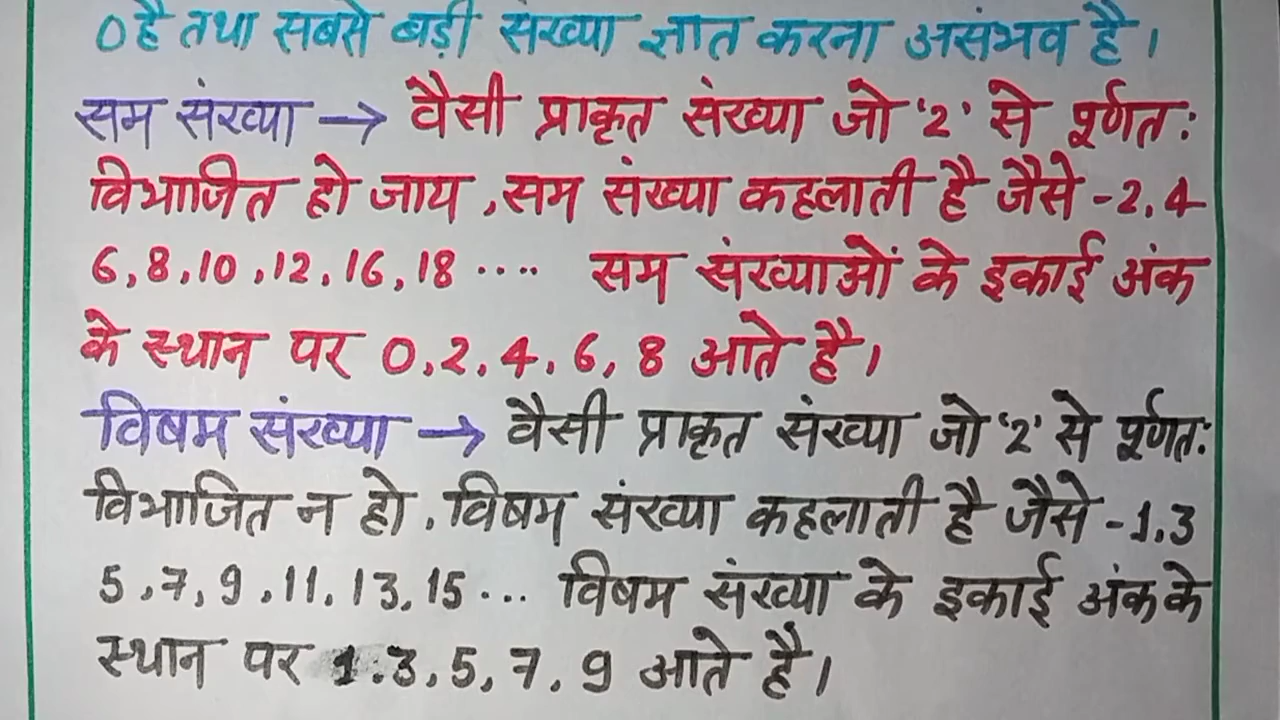 0 है तथा सबसे बड़ी संख्या ज्ञात करना असंभव है।
सम संख्या → वैसी प्राकृत संख्या जो '2' से र्पूणत:
विभाजित हो जाय , सम संख्या कहलाती है जैसे - 2, 4
6, 8, 10, 12, 16, 18 .... सम संख्याओं के इकाई अंक
के स्थान पर 0, 2, 4, 6, 8 आते है।
विषम संख्या → वैसी प्राकृत संख्या जो '2' से र्पूणत:
विभाजित न हो , विषम संख्या कहलाती है जैसे - 1, 3
5, 7, 9, 11, 13, 15 ... विषम संख्या के इकाई अंक के
स्थान पर 1, 3, 5, 7, 9 आते है।